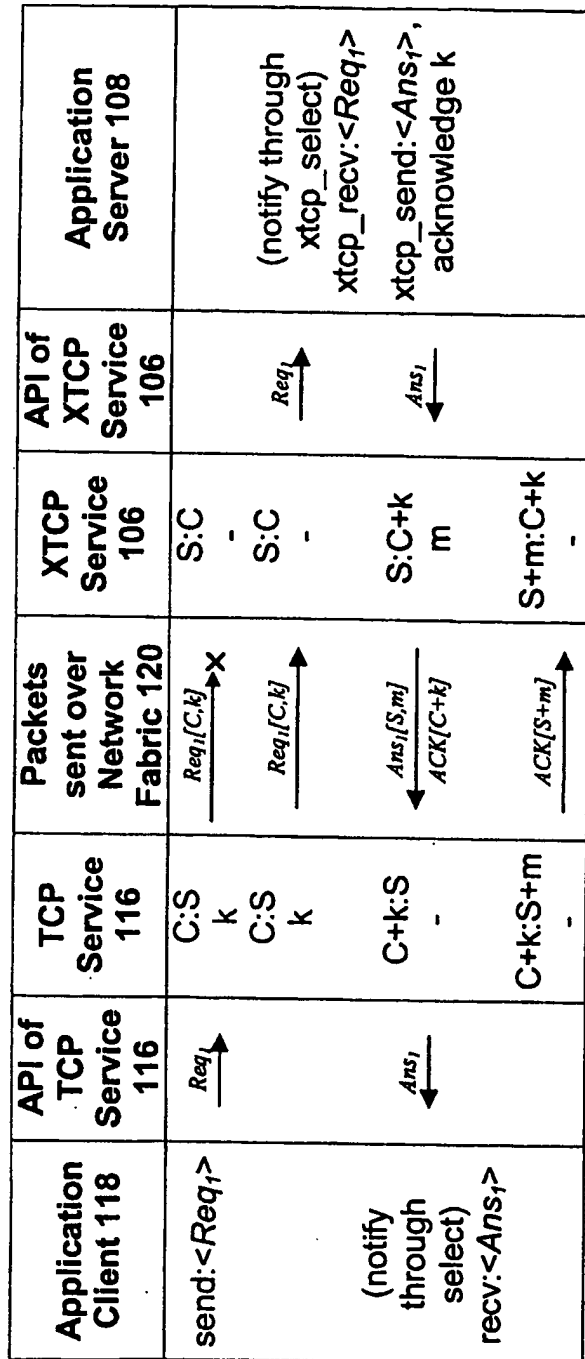 Application
Client 118
API of
TCP
Service
116
TCP
Service
116
Packets
sent over
Network
Fabric 120
XTCP
Service
106
API of
XTCP
Service
106
Application
Server 108
send:<Req₁>
Req₁
C:S
k
Req₁[C,k]
X
S:C
-
C:S
k
Req₁[C,k]
S:C
-
Req₁
(notify through
xtcp_select)
xtcp_recv:<Req₁>
(notify
through
select)
recv:<Ans₁>
Ans₁
C+k:S
-
Ans₁[S,m]
ACK[C+k]
S:C+k
m
Ans₁
xtcp_send:<Ans₁>,
acknowledge k
C+k:S+m
-
ACK[S+m]
S+m:C+k
-